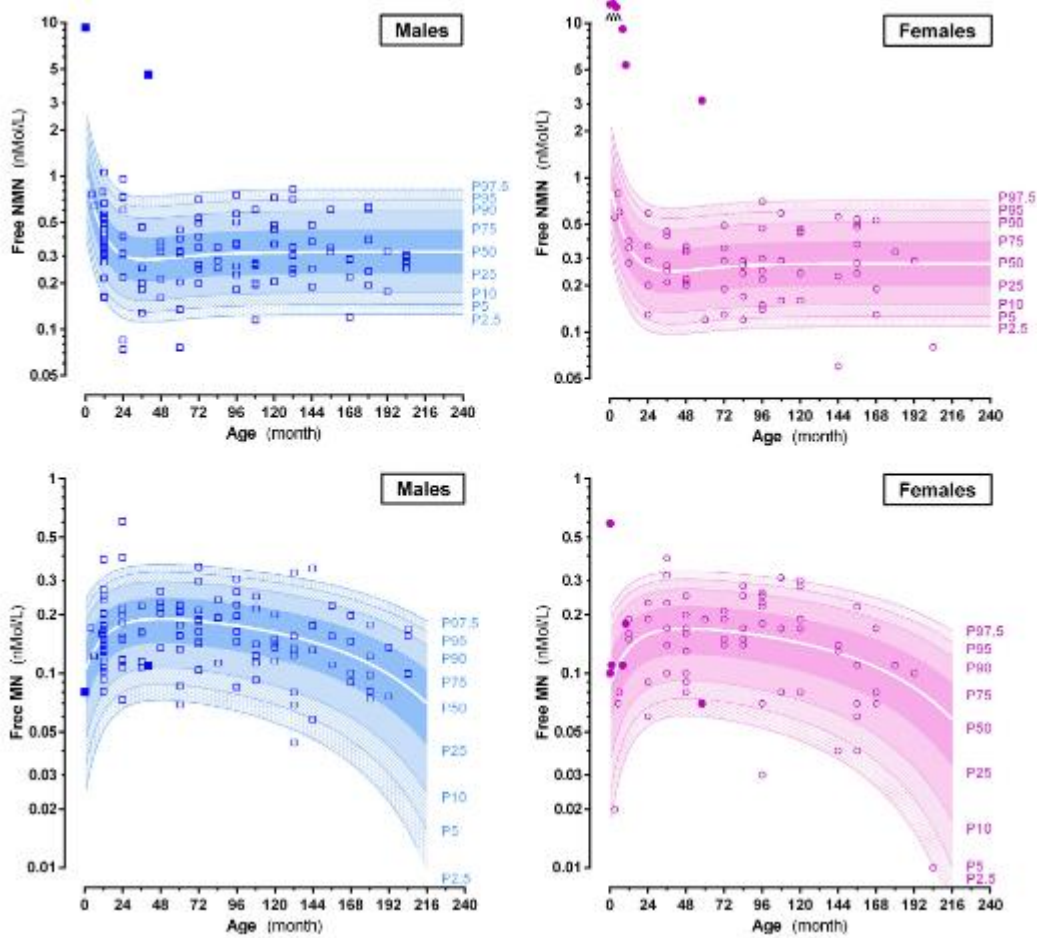 Males
Free NMN (nMol/L)
10
5
3
2
1
0.5
0.3
0.2
0.1
0.05
P97.5
P95
P90
P75
P50
P25
P10
P5
P2.5
0 24 48 72 96 120 144 168 192 216 240
Age (month)
Females
Free NMN (nMol/L)
10
5
3
2
1
0.5
0.3
0.2
0.1
0.05
P97.5
P95
P90
P75
P50
P25
P10
P5
P2.5
0 24 48 72 96 120 144 168 192 216 240
Age (month)
Males
Free MN (nMol/L)
1
0.5
0.3
0.2
0.1
0.05
0.03
0.02
0.01
P97.5
P95
P90
P75
P50
P25
P10
P5
P2.5
0 24 48 72 96 120 144 168 192 216 240
Age (month)
Females
Free MN (nMol/L)
1
0.5
0.3
0.2
0.1
0.05
0.03
0.02
0.01
P97.5
P95
P90
P75
P50
P25
P10
P5
P2.5
0 24 48 72 96 120 144 168 192 216 240
Age (month)